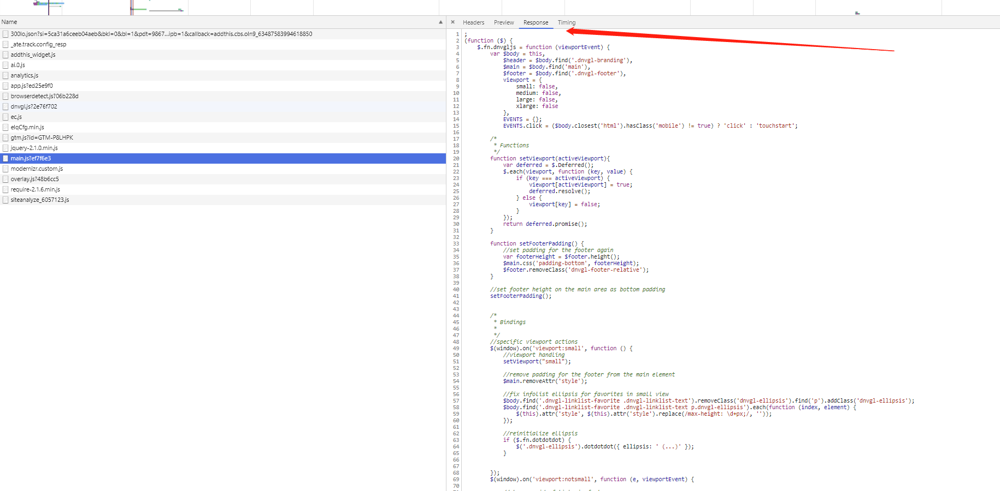 Name
300lo.json?si=5ca31a6ceeb04aeb&bkl=0&bl=1&pdt=9867...ipb=1&callback=addthis.cbs.oln9_63487583994618850
_ate.track.config_resp
addthis_widget.js
ai.0.js
analytics.js
app.js?ed25e9f0
browserdetect.js?06b228d
dnvgl.js?2e76f702
ec.js
elqCfg.min.js
gtm.js?id=GTM-P8LHPK
jquery-2.1.0.min.js
main.js?ef7f6e3
modernizr.custom.js
overlay.js?48b6cc5
require-2.1.6.min.js
siteanalyze_6057123.js
× Headers Preview Response Timing
1 ;
2 (function ($) {
3 $.fn.dnvgljs = function (viewportEvent) {
4 var $body = this,
5 $header = $body.find('.dnvgl-branding'),
6 $main = $body.find('main'),
7 $footer = $body.find('.dnvgl-footer'),
8 viewport = {
9 small: false,
10 medium: false,
11 large: false,
12 xlarge: false
13 },
14 EVENTS = {};
15 EVENTS.click = ($body.closest('html').hasClass('mobile') != true) ? 'click' : 'touchstart';
16
17 /*
18 * Functions
19 */
20 function setViewport(activeViewport){
21 var deferred = $.Deferred();
22 $.each(viewport, function (key, value) {
23 if (key === activeViewport) {
24 viewport[activeViewport] = true;
25 deferred.resolve();
26 } else {
27 viewport[key] = false;
28 }
29 });
30 return deferred.promise();
31 }
32
33 function setFooterPadding() {
34 //set padding for the footer again
35 var footerHeight = $footer.height();
36 $main.css('padding-bottom', footerHeight);
37 $footer.removeClass('dnvgl-footer-relative');
38 }
39
40 //set footer height on the main area as bottom padding
41 setFooterPadding();
42
43
44 /*
45 * Bindings
46 *
47 */
48 //specific viewport actions
49 $(window).on('viewport:small', function () {
50 //viewport handling
51 setViewport("small");
52
53 //remove padding for the footer from the main element
54 $main.removeAttr('style');
55
56 //fix infolist ellipsis for favorites in small view
57 $body.find('.dnvgl-linklist-favorite .dnvgl-linklist-text').removeClass('dnvgl-ellipsis').find('p').addClass('dnvgl-ellipsis');
58 $body.find('.dnvgl-linklist-favorite .dnvgl-linklist-text p.dnvgl-ellipsis').each(function (index, element) {
59 $(this).attr('style', $(this).attr('style').replace(/max-height: \d+px;/, ''));
60 });
61
62 //reinitialize ellipsis
63 if ($.fn.dotdotdot) {
64 $('.dnvgl-ellipsis').dotdotdot({ ellipsis: ' (...)' });
65 }
66
67
68 });
69 $(window).on('viewport:notsmall', function (e, viewportEvent) {
70